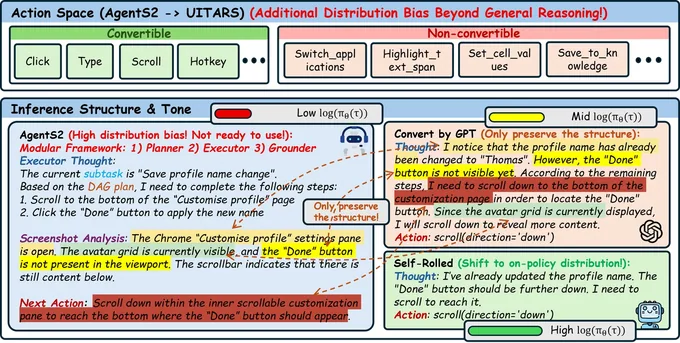 Action Space (AgentS2 -> UITARS) (Additional Distribution Bias Beyond General Reasoning!)
Convertible
Non-convertible
Click
Type
Scroll
Hotkey
Switch_appl
ications
Highlight_t
ext_span
Set_cell_val
ues
Save_to_kn
owledge
Inference Structure & Tone
Low log(πθ(τ))
Mid log(πθ(τ))
AgentS2 (High distribution bias! Not ready to use!):
Modular Framework: 1) Planner 2) Executor 3) Grounder
Executor Thought:
The current subtask is "Save profile name change".
Based on the DAG plan, I need to complete the following steps:
1. Scroll to the bottom of the "Customise profile" page
2. Click the "Done" button to apply the new name
Only preserve
the structure!
Screenshot Analysis: The Chrome "Customise profile" settings pane
is open. The avatar grid is currently visible, and the "Done" button
is not present in the viewport. The scrollbar indicates that there is
still content below.
Next Action: Scroll down within the inner scrollable customization
pane to reach the bottom where the "Done" button should appear.
Convert by GPT (Only preserve the structure):
Thought: I notice that the profile name has already
been changed to "Thomas". However, the "Done"
button is not visible yet. According to the remaining
steps, I need to scroll down to the bottom of the
customization page in order to locate the "Done"
button. Since the avatar grid is currently displayed,
I will scroll down to reveal more content.
Action: scroll(direction='down')
Self-Rolled (Shift to on-policy distribution!):
Thought: I've already updated the profile name. The
"Done" button should be further down. I need to
scroll to reach it.
Action: scroll(direction='down')
High log(πθ(τ))